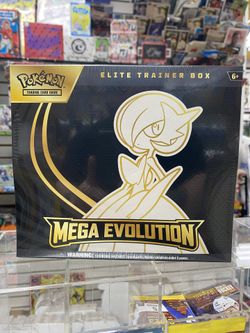 ELITE TRAINER BOX
6+
POKÉMON
TRADING CARD GAME
MEGA EVOLUTION
WARNING: